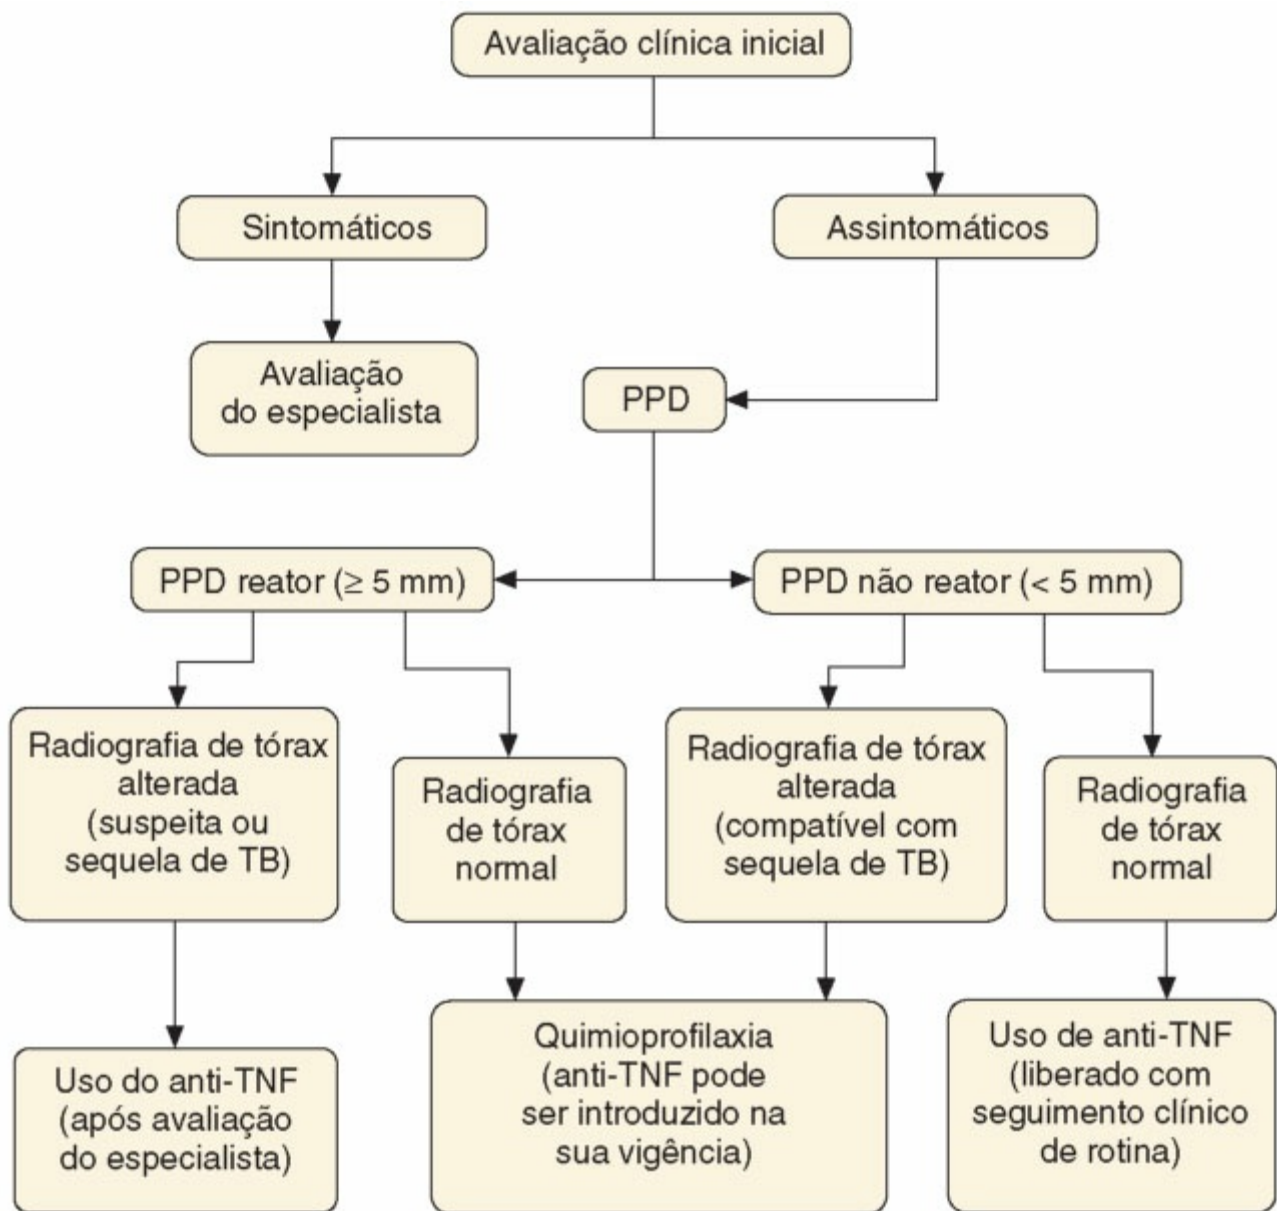 Avaliação clínica inicial
Sintomáticos
Assintomáticos
Avaliação
do especialista
PPD
PPD reator (≥ 5 mm)
PPD não reator (< 5 mm)
Radiografia de tórax
alterada
(suspeita ou
sequela de TB)
Radiografia
de tórax
normal
Radiografia de tórax
alterada
(compatível com
sequela de TB)
Radiografia
de tórax
normal
Uso do anti-TNF
(após avaliação
do especialista)
Quimioprofilaxia
(anti-TNF pode
ser introduzido na
sua vigência)
Uso de anti-TNF
(liberado com
seguimento clínico
de rotina)